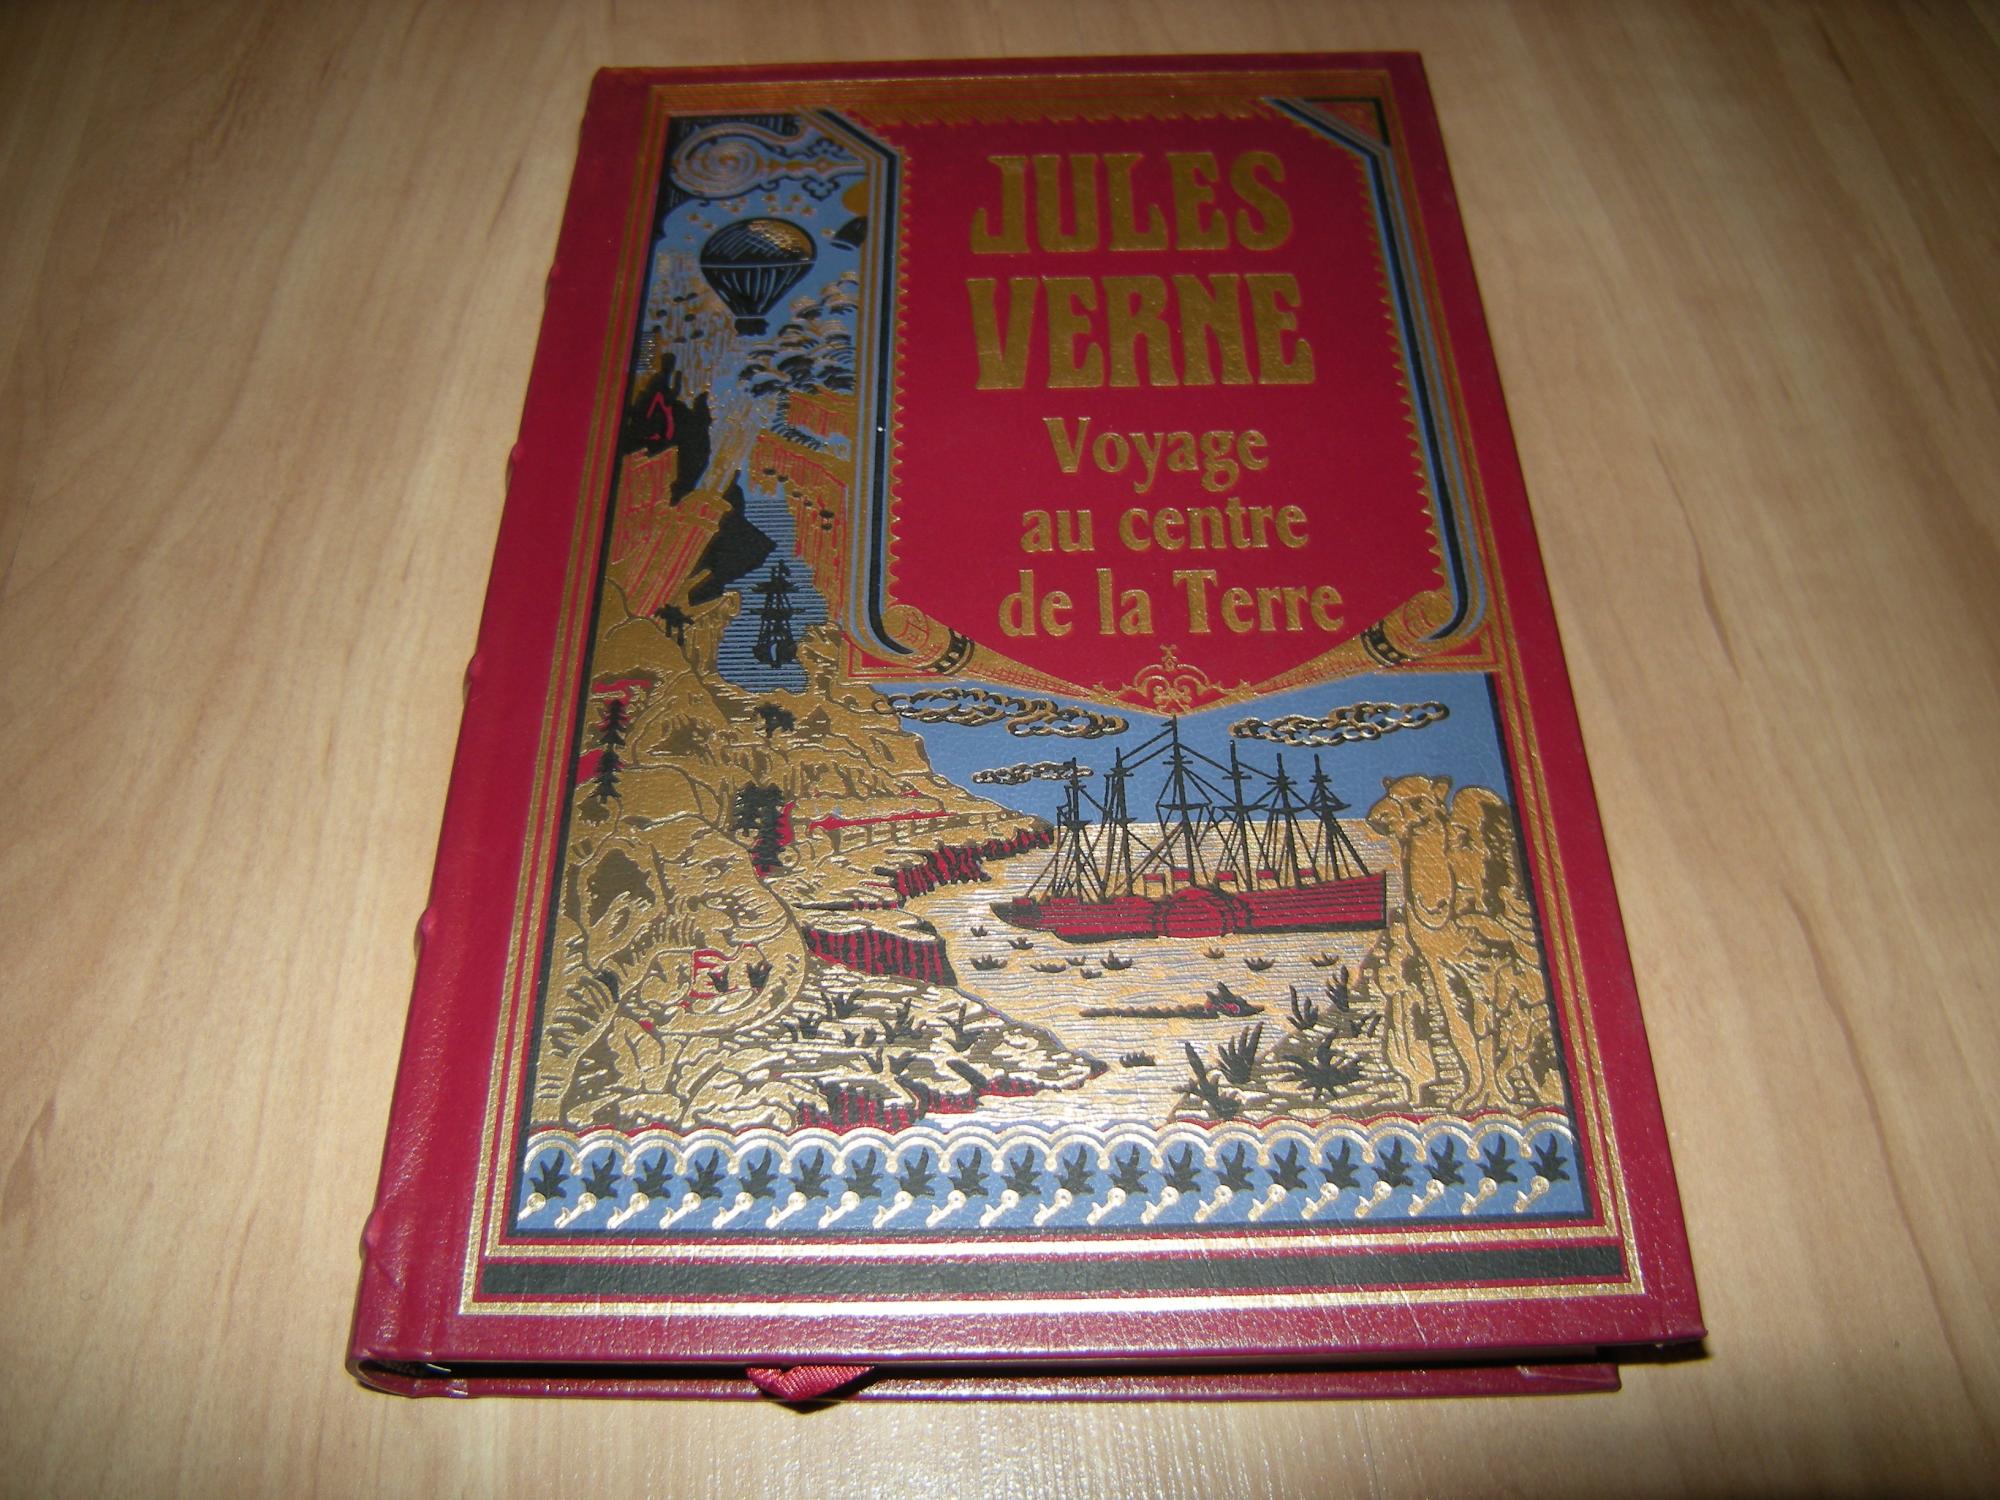 JULES
VERNE
Voyage
au centre
de la Terre